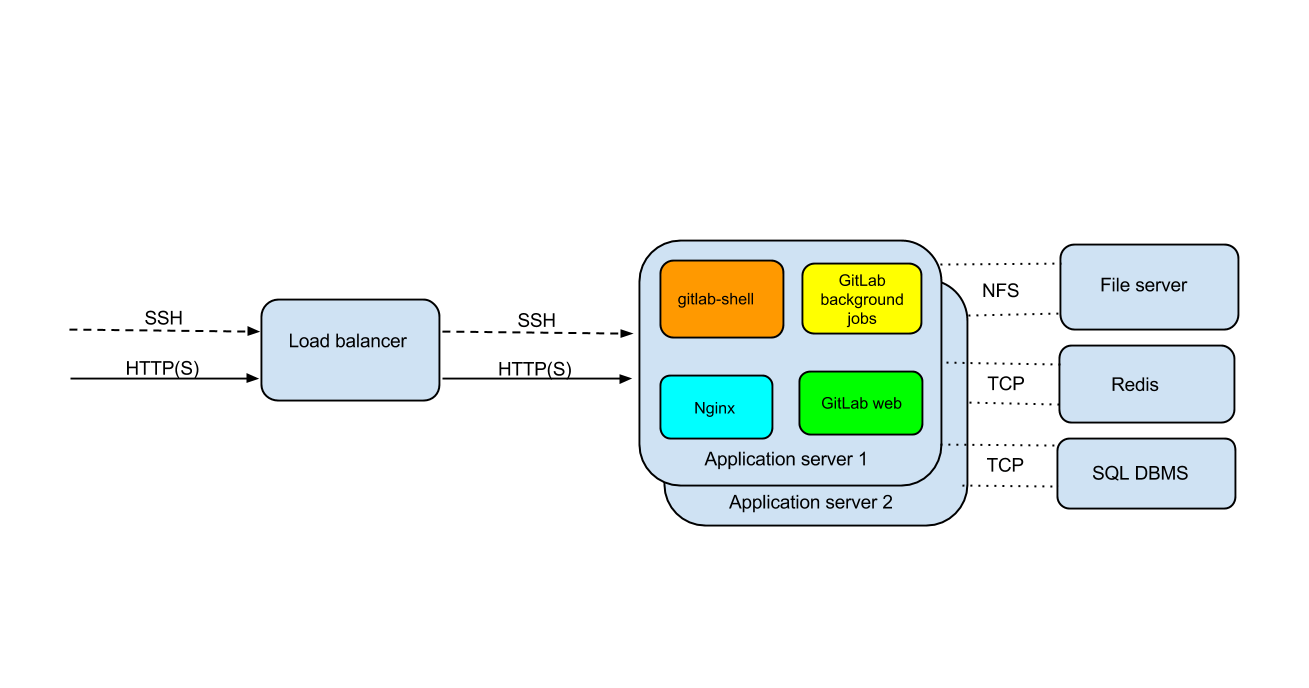 SSH
HTTP(S)
Load balancer
SSH
HTTP(S)
gitlab-shell
GitLab
background
jobs
Nginx
GitLab web
Application server 1
Application server 2
NFS
TCP
TCP
File server
Redis
SQL DBMS